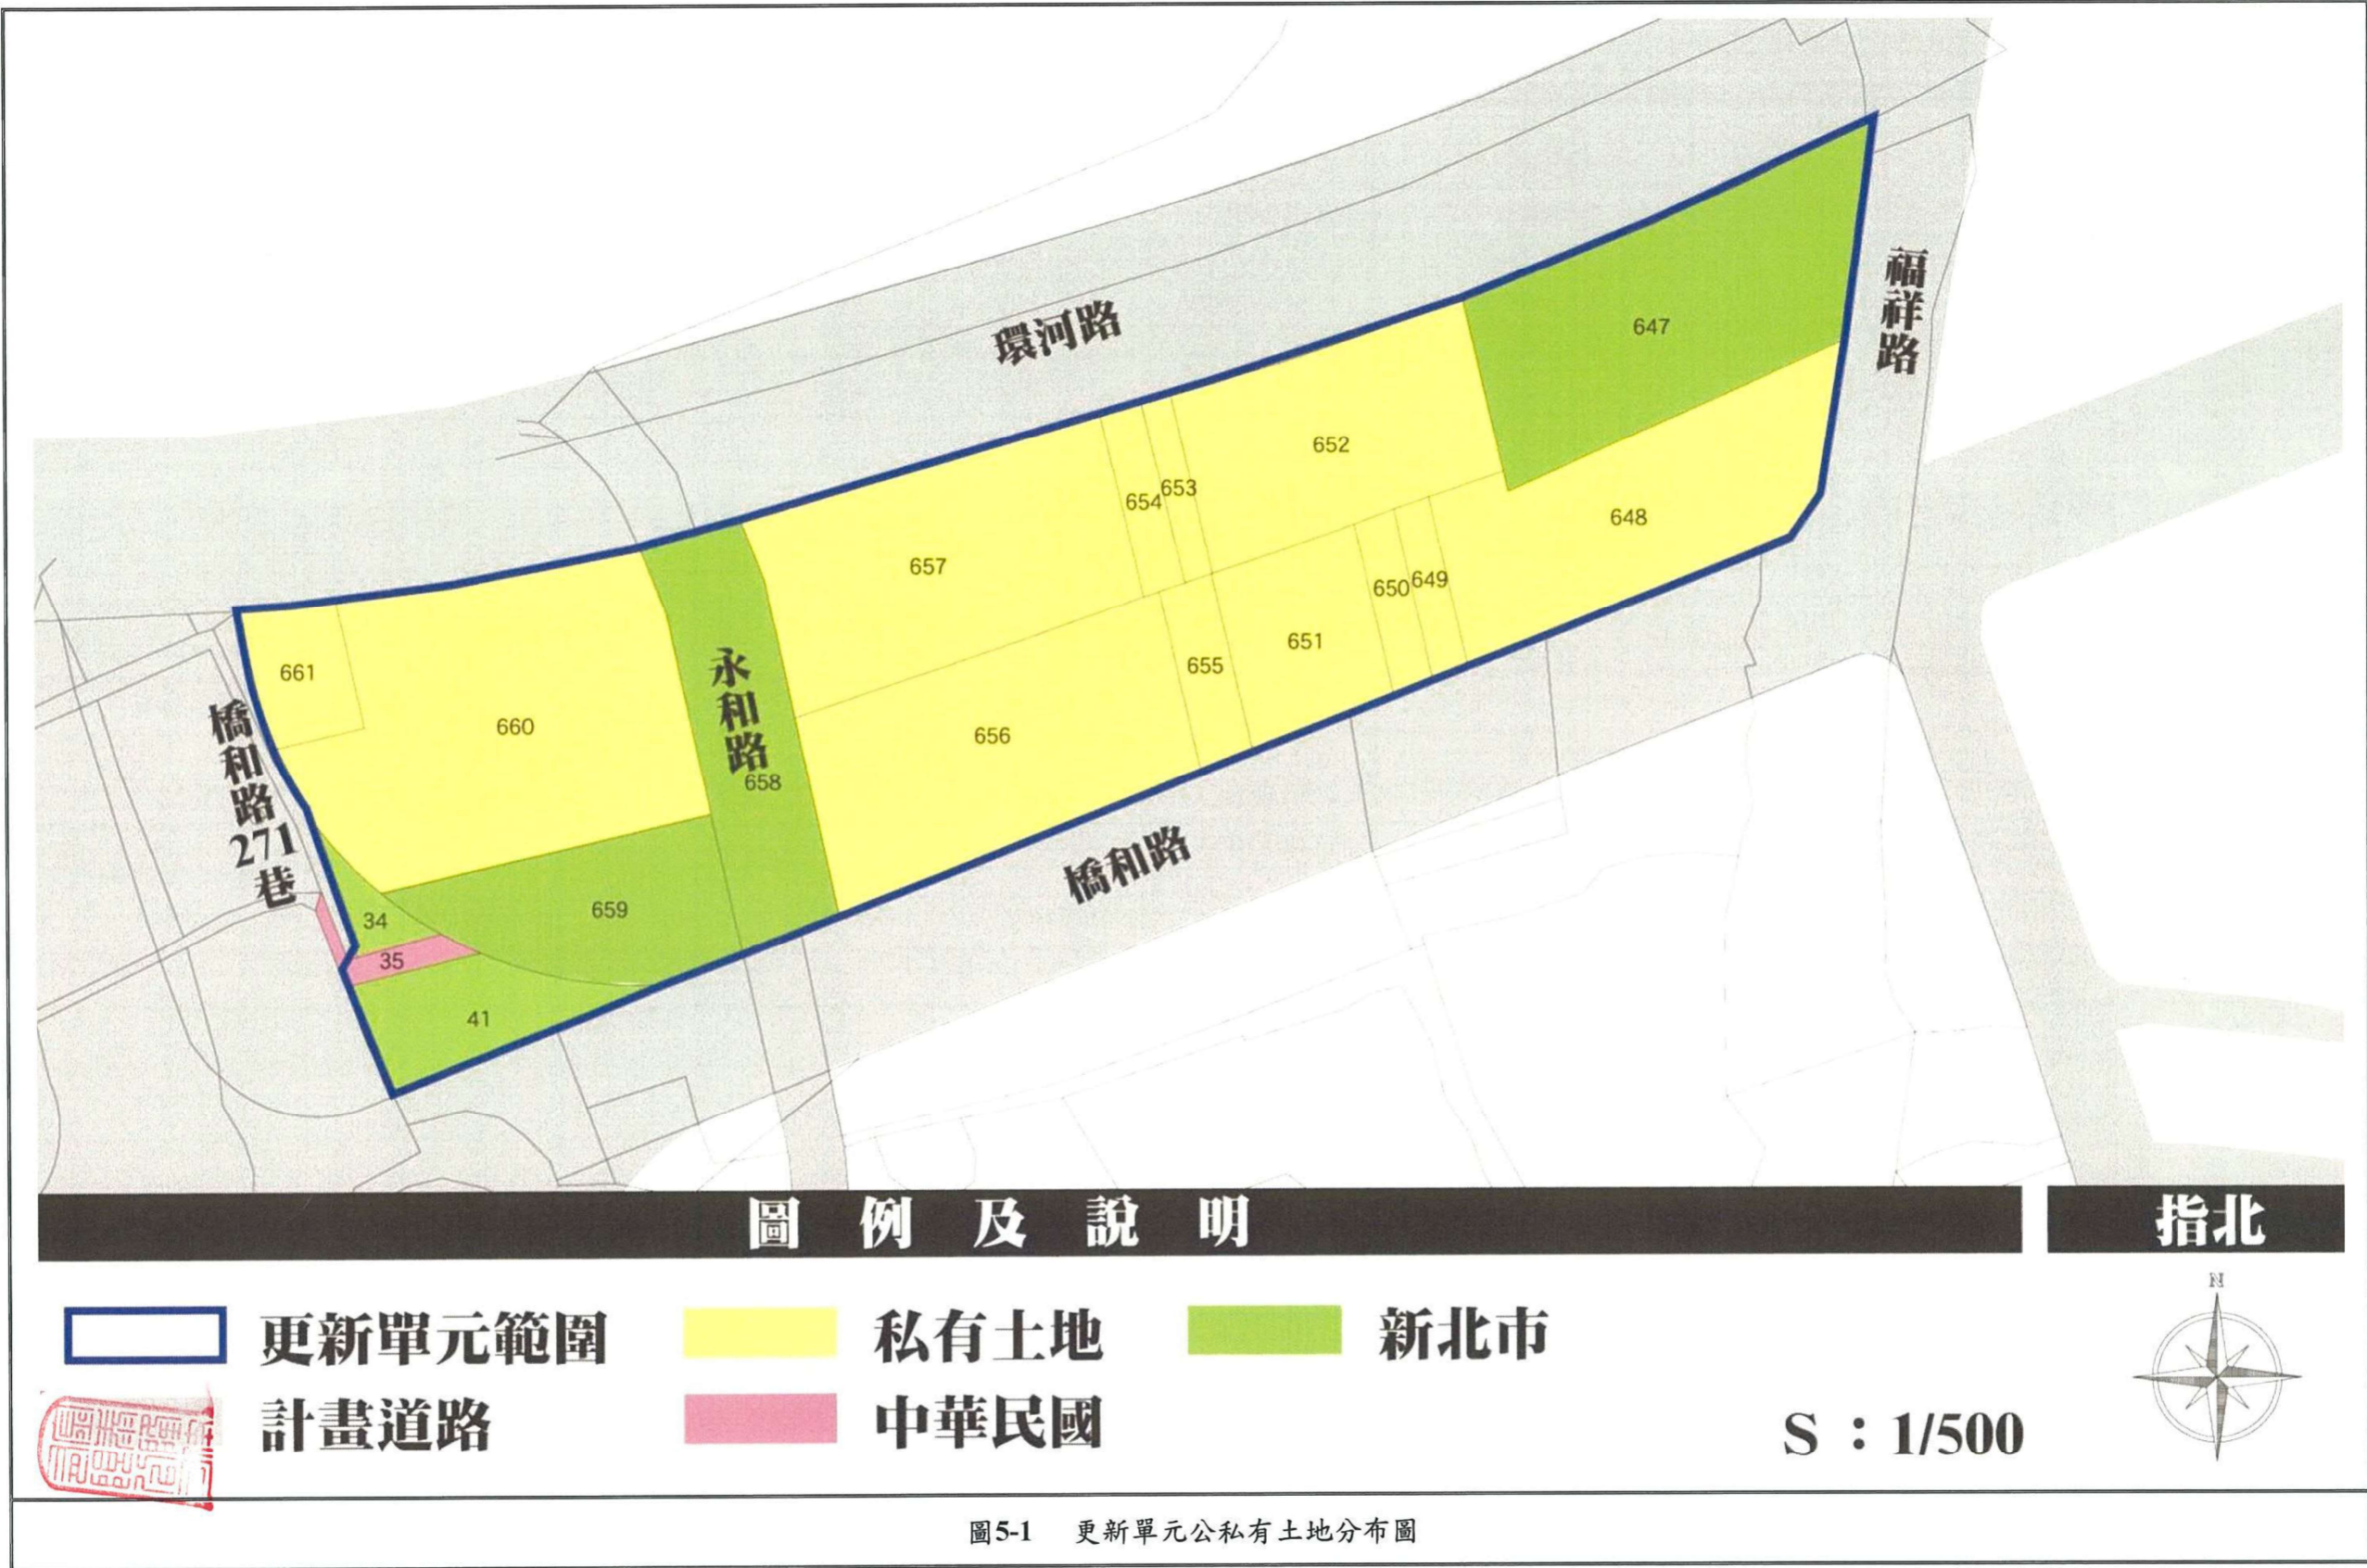 環河路
福祥路
647
652
654
653
648
657
650
649
661
651
655
660
永和路
658
656
橋和路271巷
橋和路
34
659
35
41
圖例及說明
指北
更新單元範圍
私有土地
新北市
計畫道路
中華民國
S：1/500
N
圖5-1 更新單元公私有土地分布圖